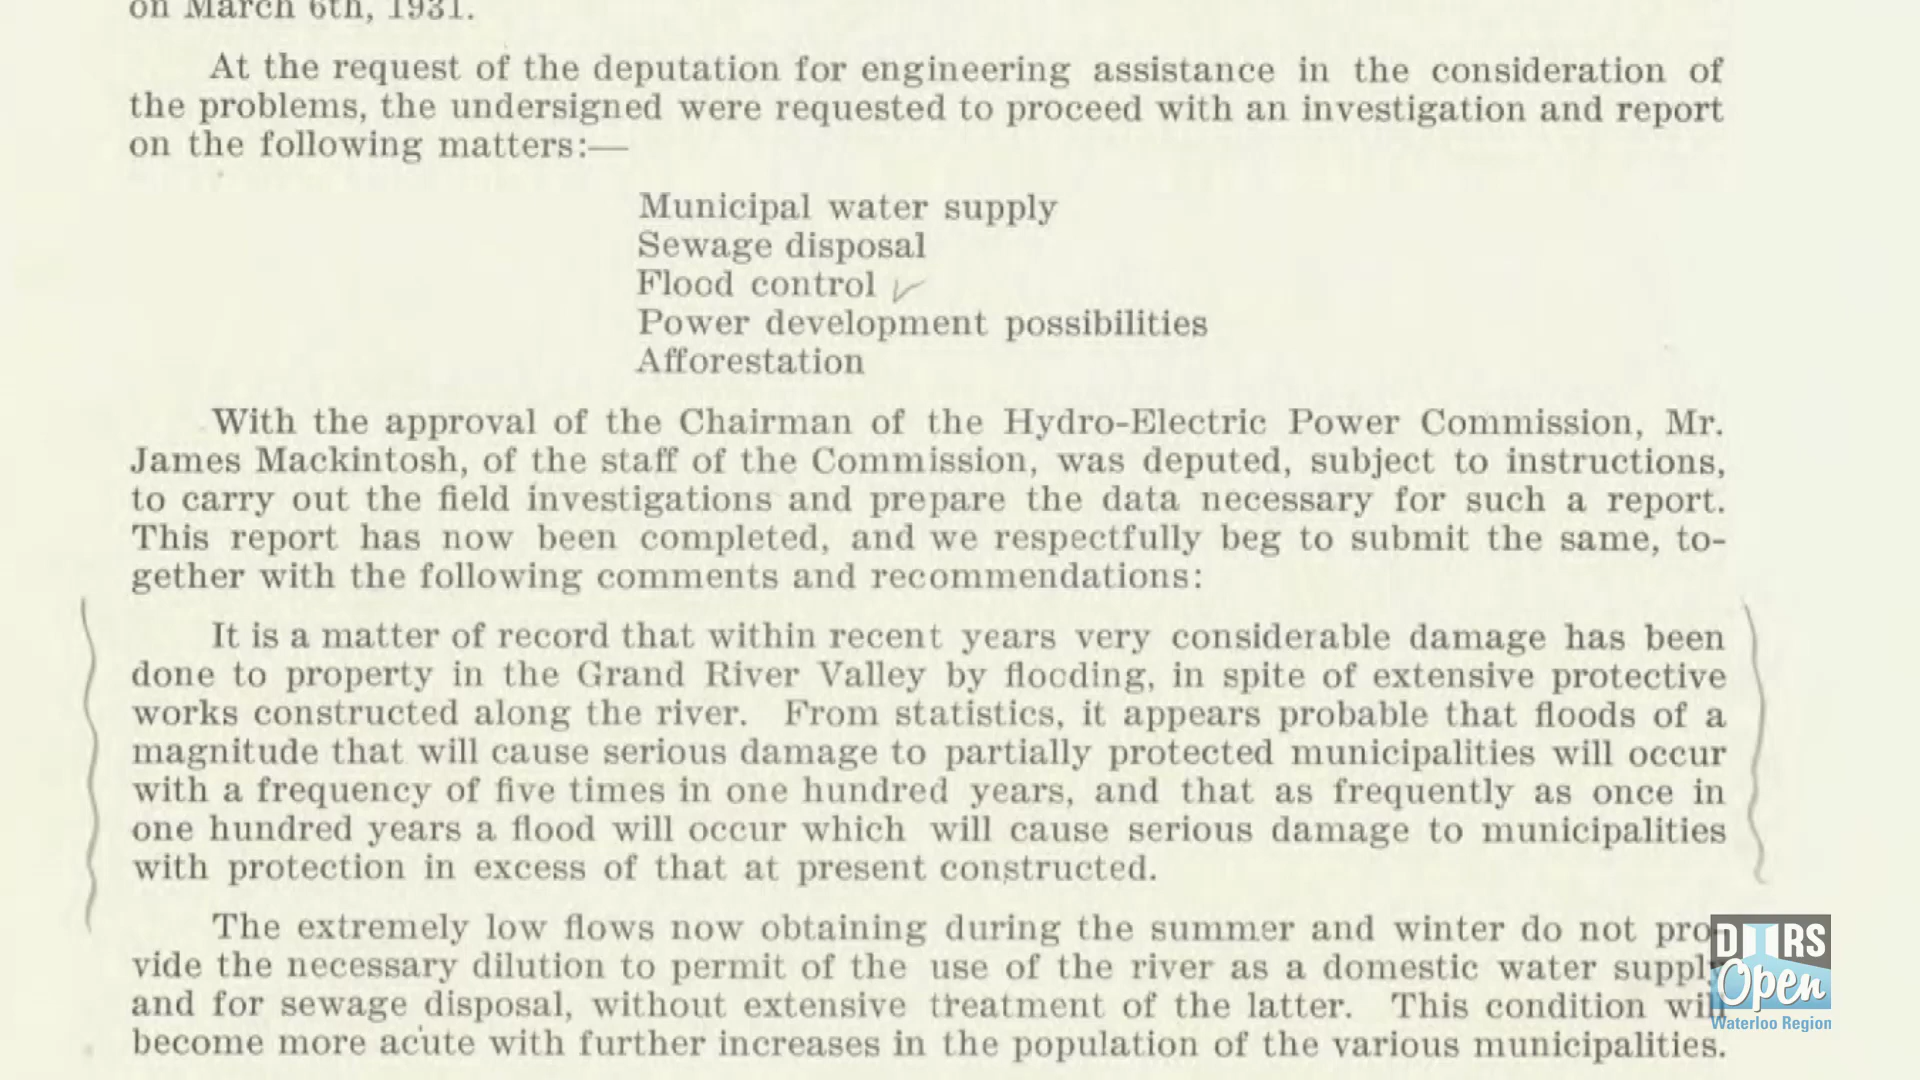 on March 6th, 1931.
At the request of the deputation for engineering assistance in the consideration of
the problems, the undersigned were requested to proceed with an investigation and report
on the following matters:—
Municipal water supply
Sewage disposal
Flood control ✓
Power development possibilities
Afforestation
With the approval of the Chairman of the Hydro-Electric Power Commission, Mr.
James Mackintosh, of the staff of the Commission, was deputed, subject to instructions,
to carry out the field investigations and prepare the data necessary for such a report.
This report has now been completed, and we respectfully beg to submit the same, to-
gether with the following comments and recommendations:
It is a matter of record that within recent years very considerable damage has been
done to property in the Grand River Valley by flooding, in spite of extensive protective
works constructed along the river. From statistics, it appears probable that floods of a
magnitude that will cause serious damage to partially protected municipalities will occur
with a frequency of five times in one hundred years, and that as frequently as once in
one hundred years a flood will occur which will cause serious damage to municipalities
with protection in excess of that at present constructed.
The extremely low flows now obtaining during the summer and winter do not pro-
vide the necessary dilution to permit of the use of the river as a domestic water supply
and for sewage disposal, without extensive treatment of the latter. This condition will
become more acute with further increases in the population of the various municipalities.
DOORS
Open
Waterloo Region